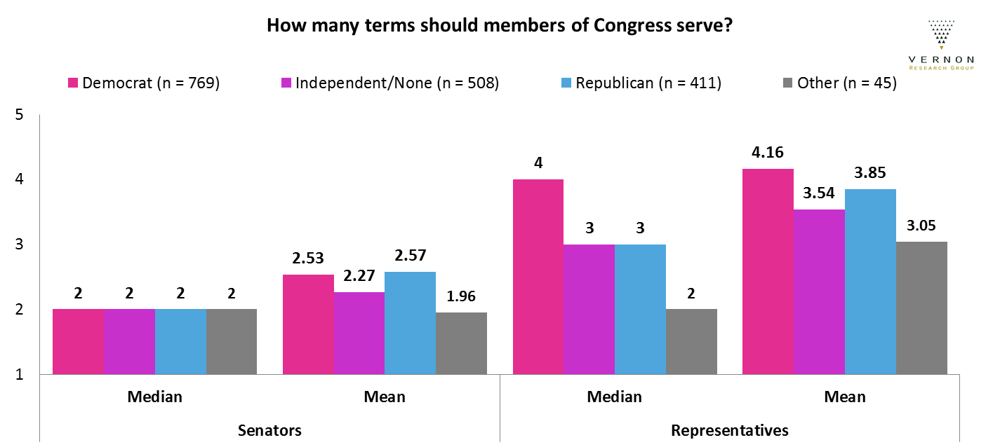 How many terms should members of Congress serve?
VERNON
RESEARCH GROUP
Democrat (n = 769) Independent/None (n = 508) Republican (n = 411) Other (n = 45)
5
4
3
2
1
2 2 2 2
2.53 2.27 2.57 1.96
4 3 3 2
4.16 3.54 3.85 3.05
Median Mean Median Mean
Senators Representatives